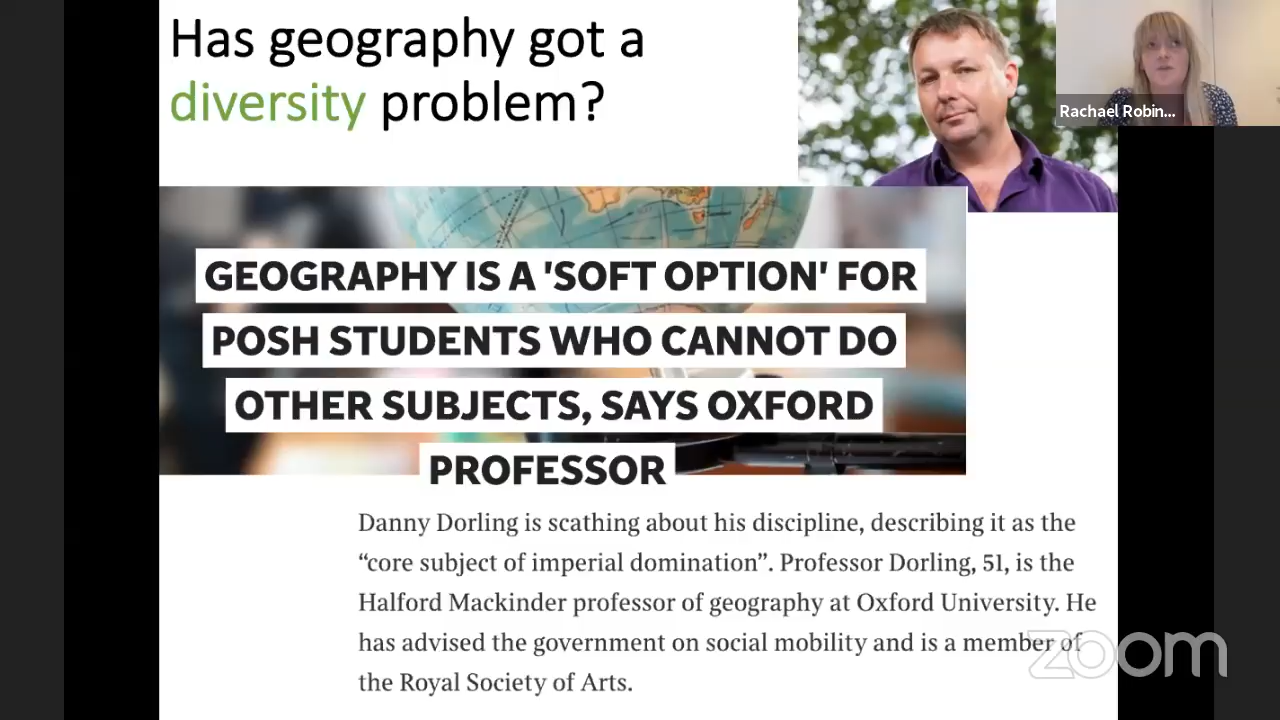 Has geography got a
diversity problem?
Rachael Robin...
GEOGRAPHY IS A 'SOFT OPTION' FOR
POSH STUDENTS WHO CANNOT DO
OTHER SUBJECTS, SAYS OXFORD
PROFESSOR
Danny Dorling is scathing about his discipline, describing it as the
“core subject of imperial domination”. Professor Dorling, 51, is the
Halford Mackinder professor of geography at Oxford University. He
has advised the government on social mobility and is a member of
the Royal Society of Arts.
zoom